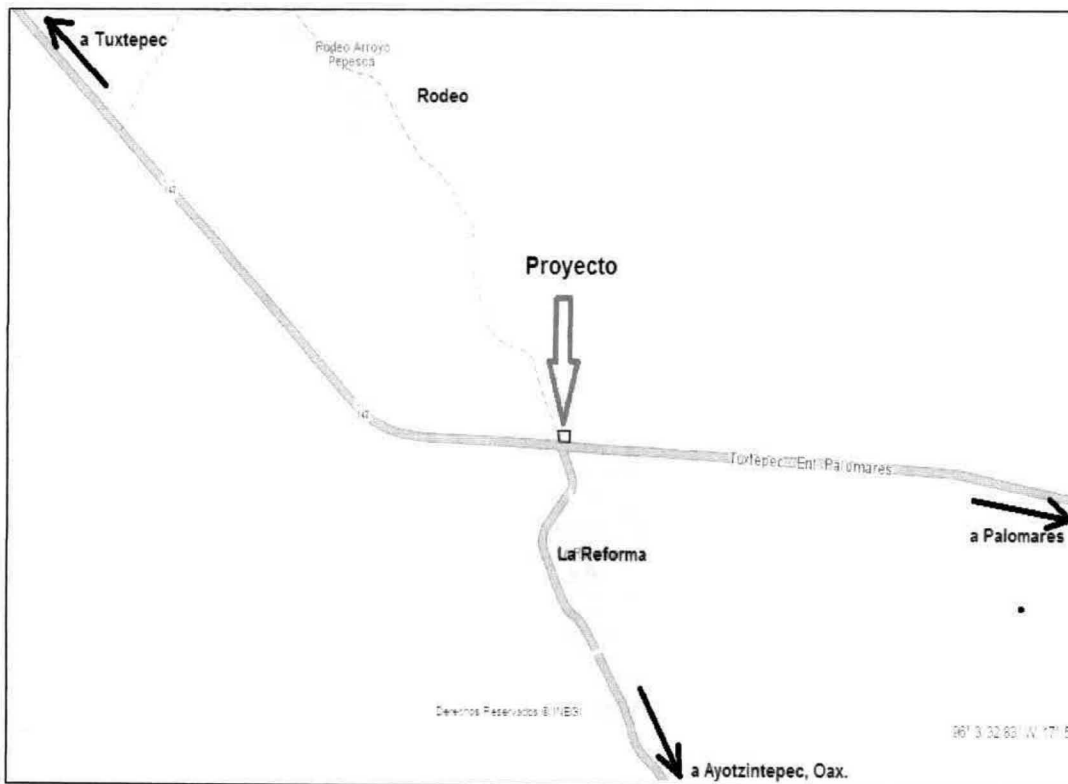 a Tuxtepec
Rodeo Arroyo
Pepesca
Rodeo
Proyecto
Tuxtepec - Ent. Palomares
a Palomares
La Reforma
Derechos Reservados © INEGI
a Ayotzintepec, Oax.